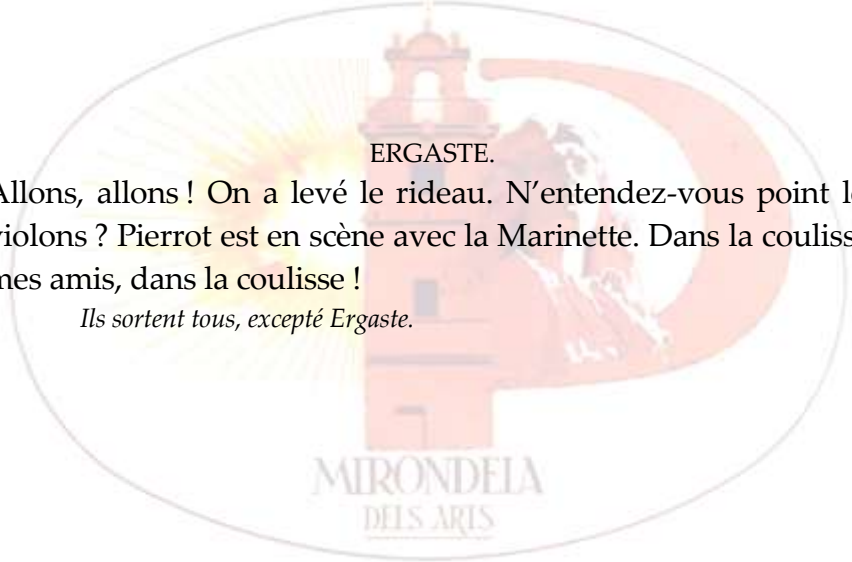 ERGASTE.
Allons, allons ! On a levé le rideau. N’entendez-vous point le
violons ? Pierrot est en scène avec la Marinette. Dans la couliss
mes amis, dans la coulisse !
Ils sortent tous, excepté Ergaste.
MIRONDELA
DELS ARTS